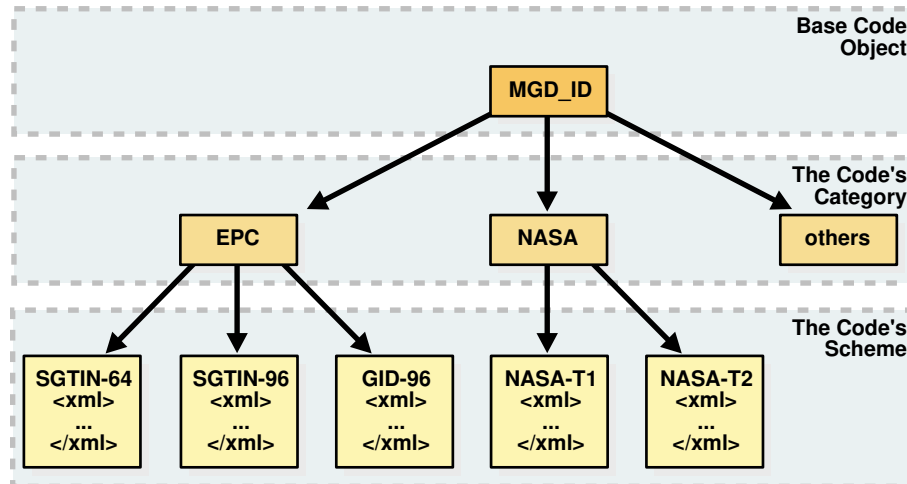 Base Code
Object
MGD_ID
The Code's
Category
EPC
NASA
others
The Code's
Scheme
SGTIN-64
<xml>
...
</xml>
SGTIN-96
<xml>
...
</xml>
GID-96
<xml>
...
</xml>
NASA-T1
<xml>
...
</xml>
NASA-T2
<xml>
...
</xml>